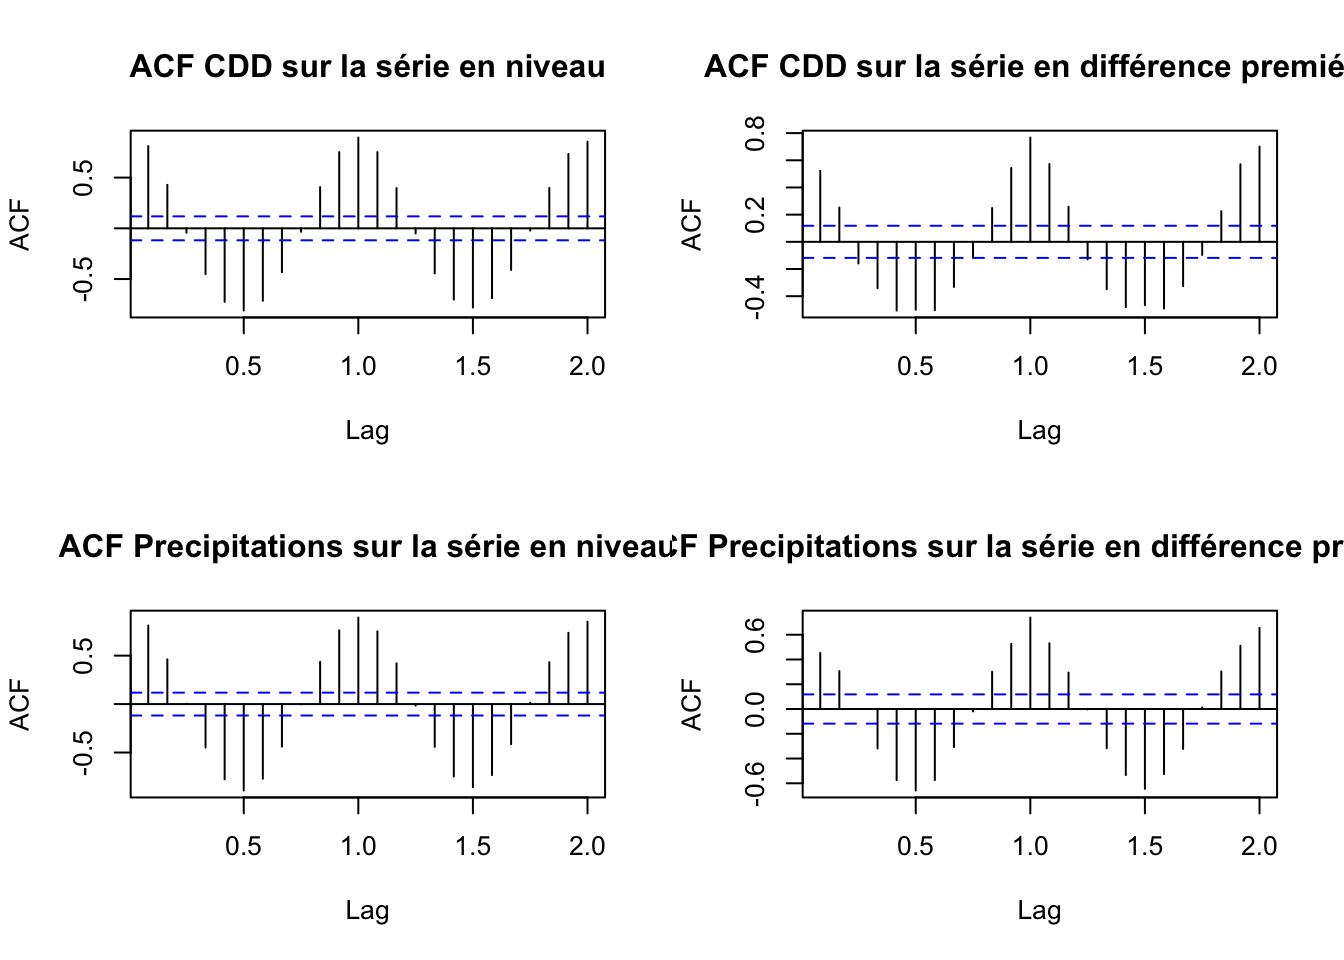 ACF CDD sur la série en niveau
ACF
0.5
-0.5
0.5 1.0 1.5 2.0
Lag
ACF CDD sur la série en différence premié
ACF
0.8
0.2
-0.4
0.5 1.0 1.5 2.0
Lag
ACF Precipitations sur la série en niveau
ACF
0.5
-0.5
0.5 1.0 1.5 2.0
Lag
F Precipitations sur la série en différence pr
ACF
0.6
0.0
-0.6
0.5 1.0 1.5 2.0
Lag